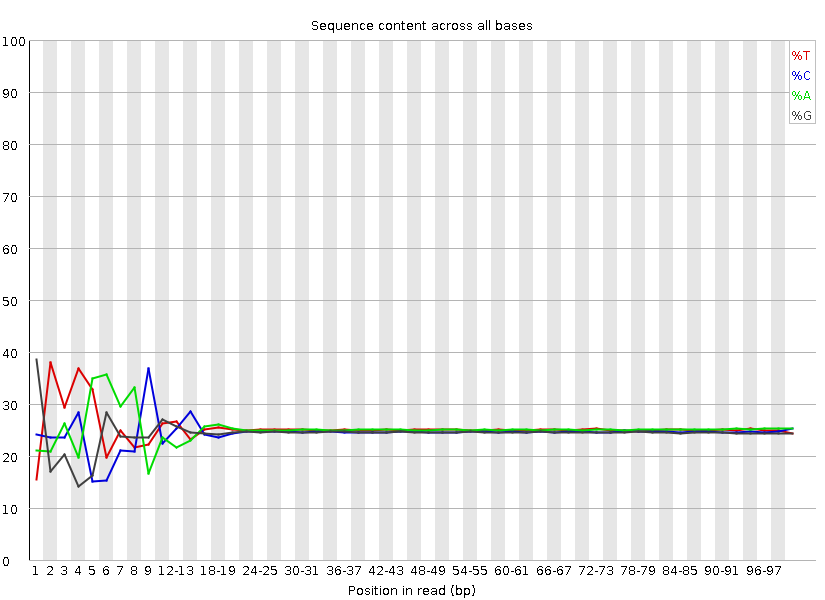 Sequence content across all bases
100
90
80
70
60
50
40
30
20
10
0
%T
%C
%A
%G
1 2 3 4 5 6 7 8 9 12-13 18-19 24-25 30-31 36-37 42-43 48-49 54-55 60-61 66-67 72-73 78-79 84-85 90-91 96-97
Position in read (bp)